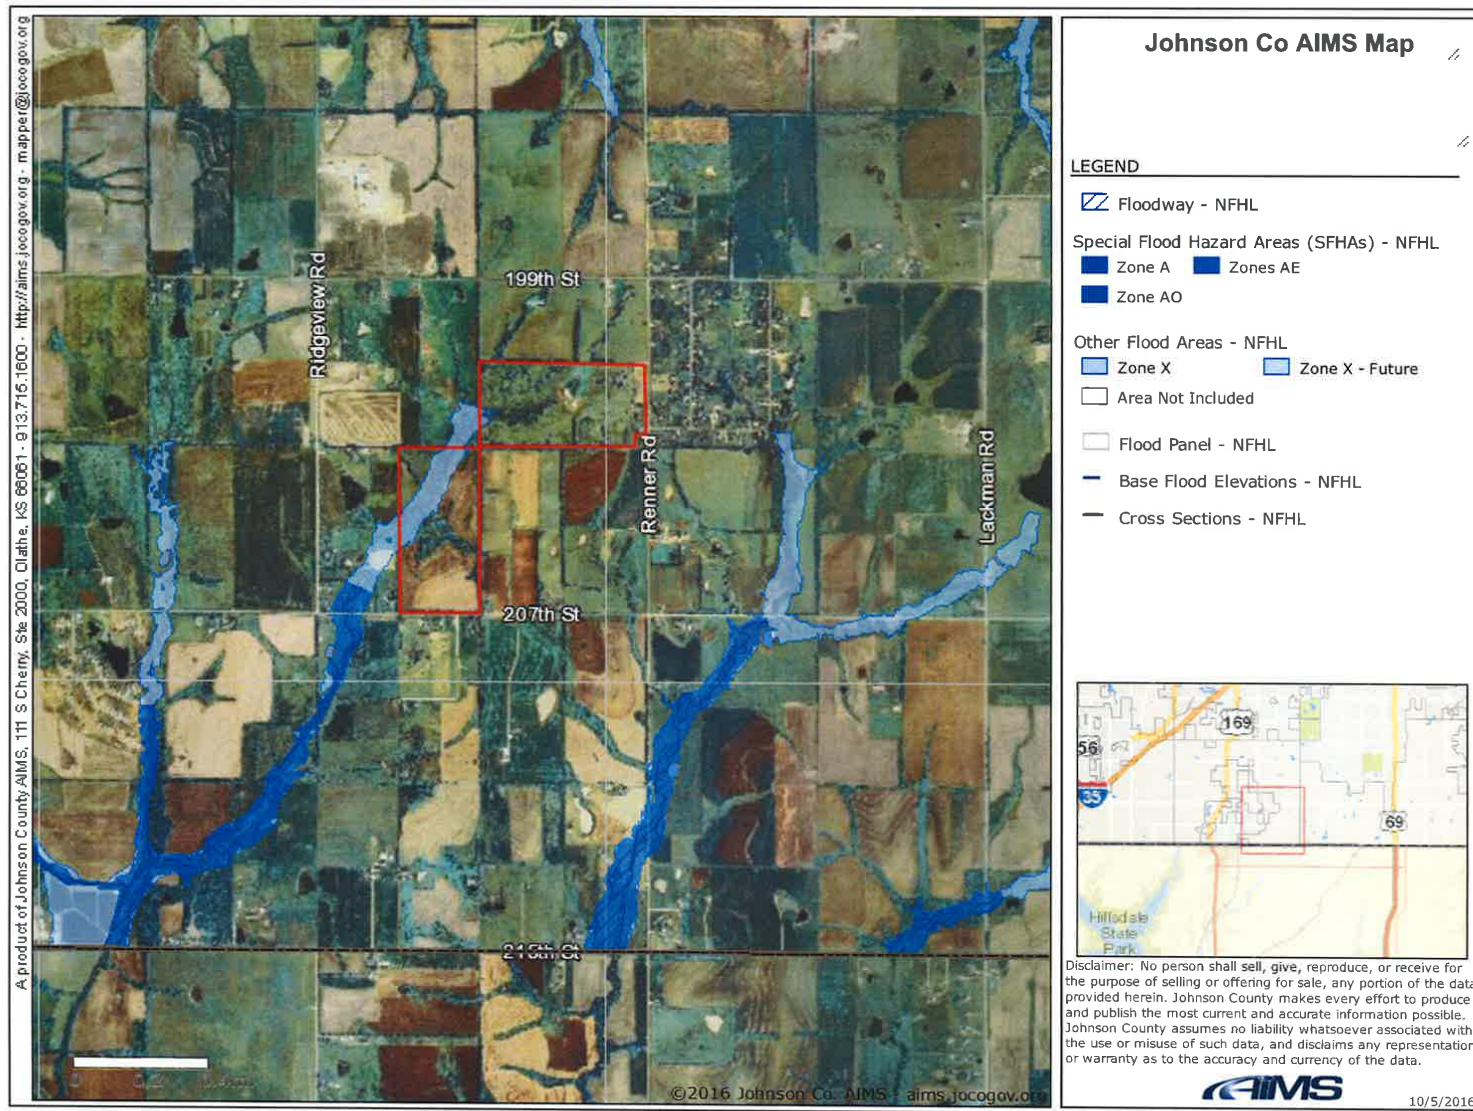 A product of Johnson County AIMS, 111 S Cherry, Ste 2000, Olathe, KS 66061 - 913.715.1600 - http://aims.jocogov.org - mapper@jocogov.org
Ridgeview Rd
199th St
Renner Rd
Lackman Rd
207th St
215th St
©2016 Johnson Co. AIMS - aims.jocogov.org
Johnson Co AIMS Map
LEGEND
Floodway - NFHL
Special Flood Hazard Areas (SFHAs) - NFHL
Zone A
Zones AE
Zone AO
Other Flood Areas - NFHL
Zone X
Zone X - Future
Area Not Included
Flood Panel - NFHL
Base Flood Elevations - NFHL
Cross Sections - NFHL
169
56
35
69
Hillsdale
State
Park
Disclaimer: No person shall sell, give, reproduce, or receive for
the purpose of selling or offering for sale, any portion of the data
provided herein. Johnson County makes every effort to produce
and publish the most current and accurate information possible.
Johnson County assumes no liability whatsoever associated with
the use or misuse of such data, and disclaims any representation
or warranty as to the accuracy and currency of the data.
AIMS
10/5/2016